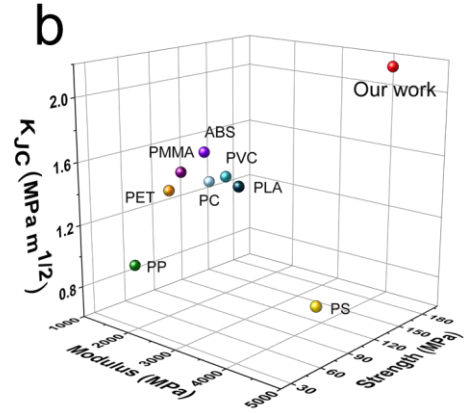 b
2.0
1.6
1.2
0.8
K_JC (MPa m^1/2)
Our work
ABS
PMMA
PVC
PET
PC
PLA
PP
PS
1000
2000
3000
4000
5000
Modulus (MPa)
30
60
90
120
150
180
Strength (MPa)